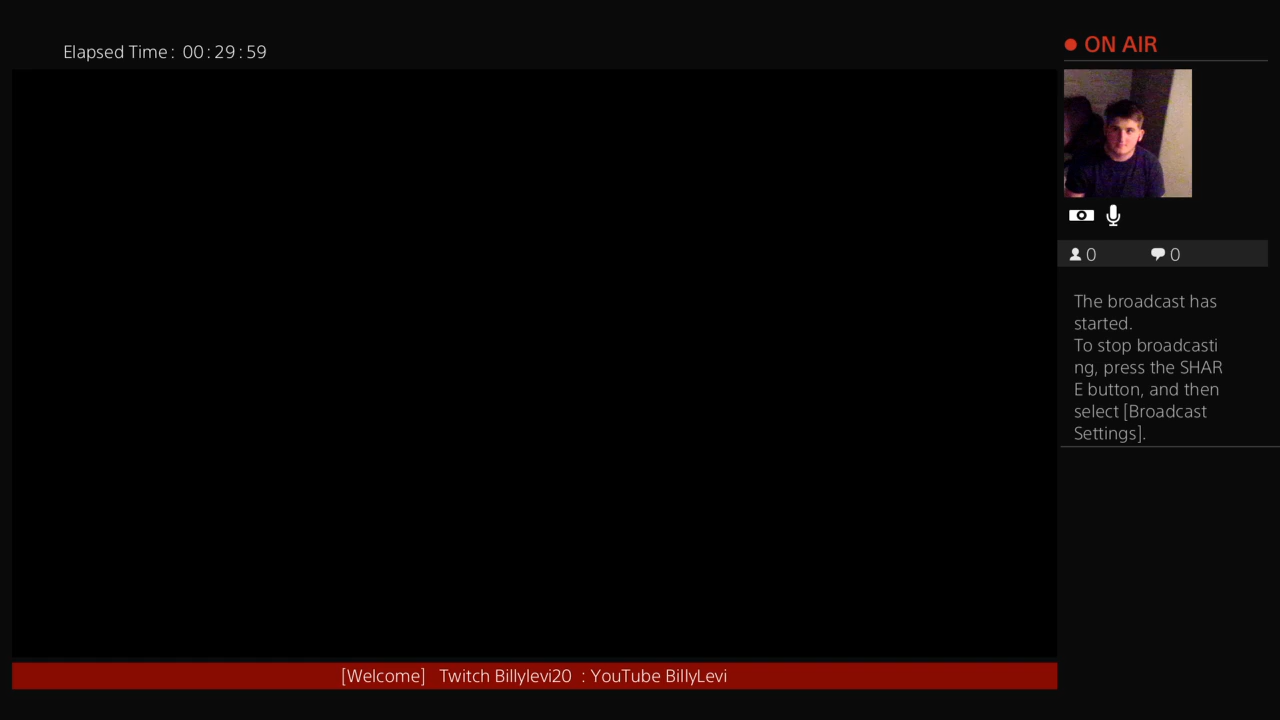 Elapsed Time: 00:29:59
ON AIR
0 0
The broadcast has
started.
To stop broadcasti
ng, press the SHAR
E button, and then
select [Broadcast
Settings].
[Welcome] Twitch Billylevi20 : YouTube BillyLevi